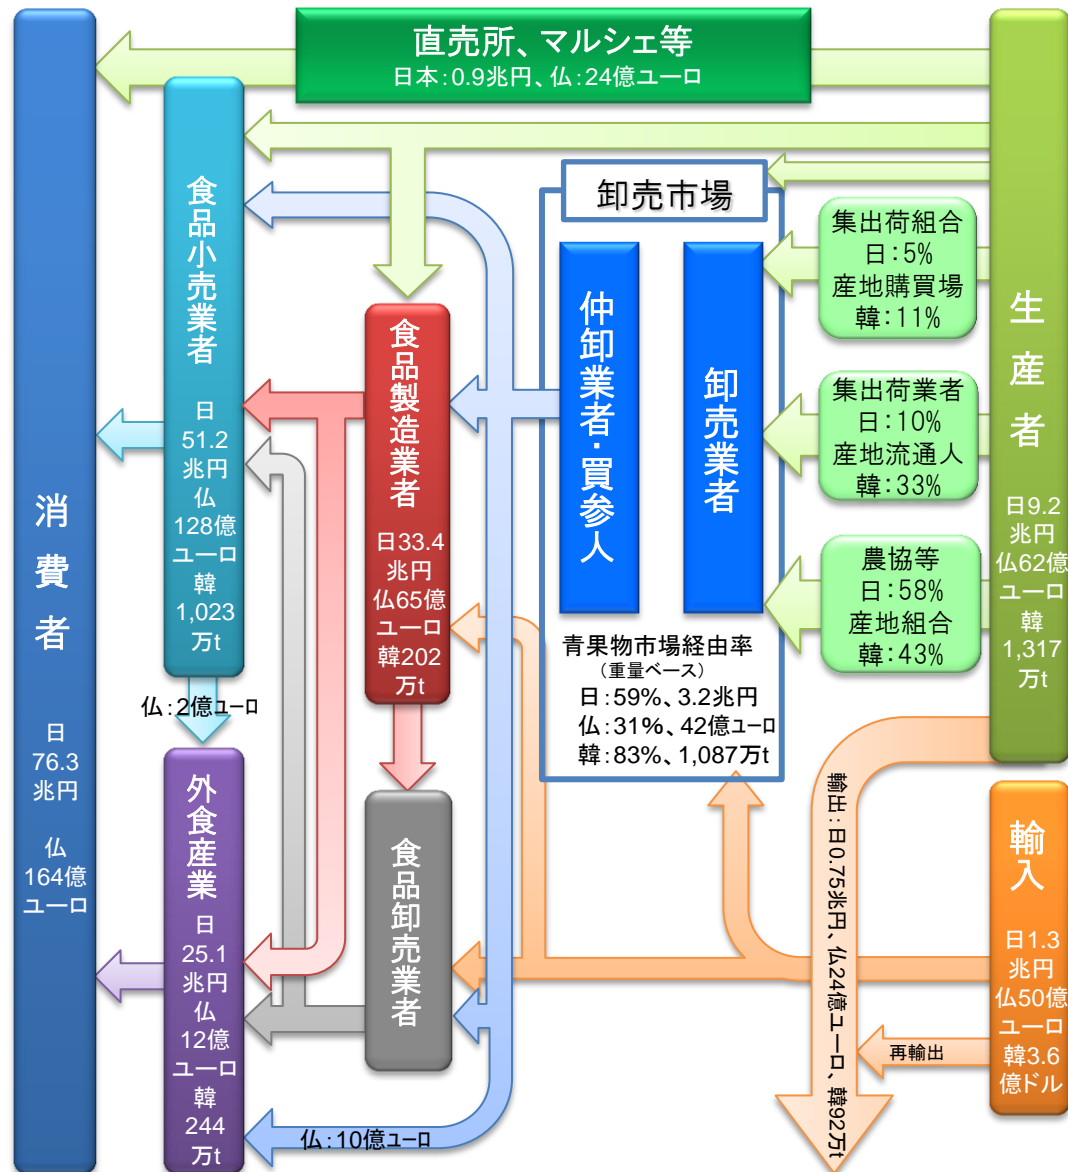 直売所、マルシェ等
日本：0.9兆円、仏：24億ユーロ
消費者
日
76.3
兆円
仏
164億
ユーロ
食品小売業者
日
51.2
兆円
仏
128億
ユーロ
韓
1,023
万t
仏：2億ユーロ
外食産業
日
25.1
兆円
仏
12億
ユーロ
韓
244
万t
仏：10億ユーロ
食品製造業者
日33.4
兆円
仏65億
ユーロ
韓202
万t
食品卸売業者
卸売市場
仲卸業者・買参人
卸売業者
青果物市場経由率
（重量ベース）
日：59%、3.2兆円
仏：31%、42億ユーロ
韓：83%、1,087万t
集出荷組合
日：5%
産地購買場
韓：11%
集出荷業者
日：10%
産地流通人
韓：33%
農協等
日：58%
産地組合
韓：43%
生産者
日9.2
兆円
仏62億
ユーロ
韓
1,317
万t
輸出：日0.75兆円、仏24億ユーロ、韓92万t
再輸出
輸入
日1.3
兆円
仏50億
ユーロ
韓3.6
億ドル